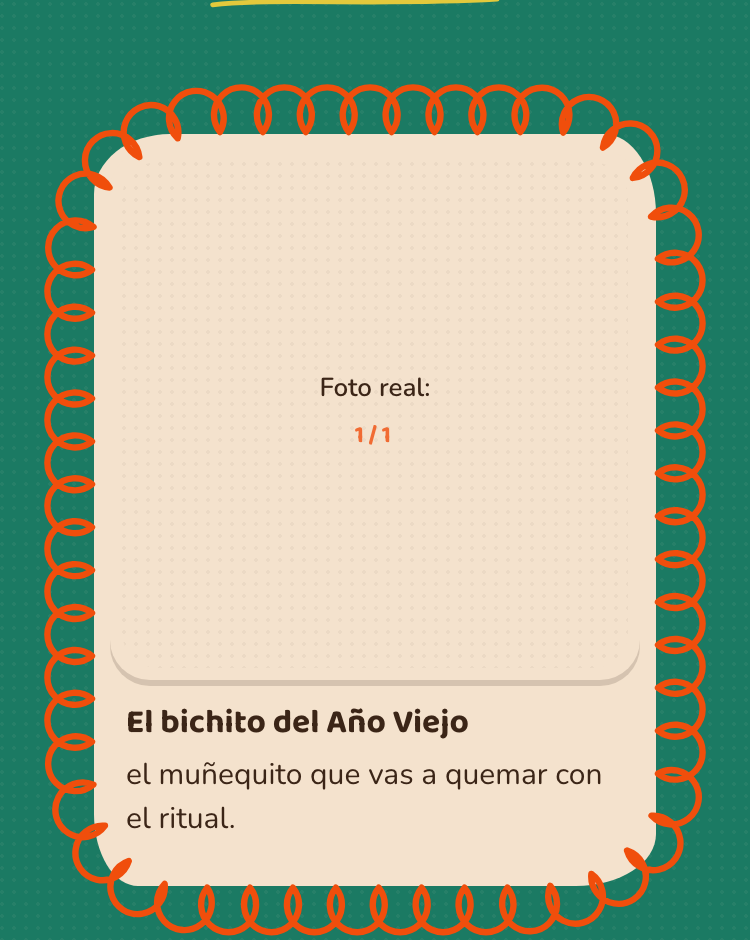 Foto real:
1/1
El bichito del Año Viejo
el muñequito que vas a quemar con
el ritual.